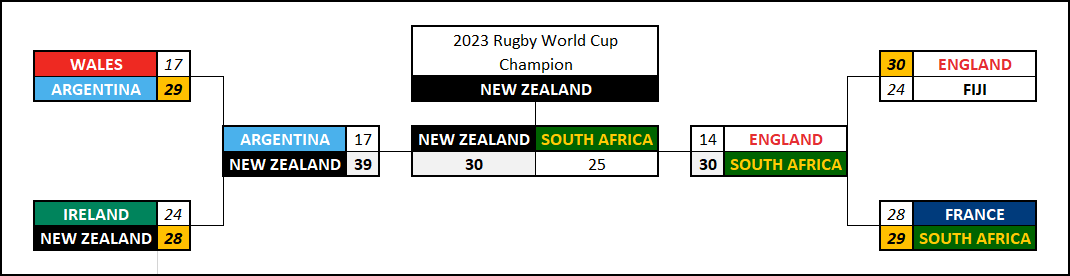 2023 Rugby World Cup
Champion
NEW ZEALAND
WALES 17
ARGENTINA 29
30 ENGLAND
24 FIJI
ARGENTINA 17
NEW ZEALAND 39
NEW ZEALAND SOUTH AFRICA
30 25
14 ENGLAND
30 SOUTH AFRICA
IRELAND 24
NEW ZEALAND 28
28 FRANCE
29 SOUTH AFRICA